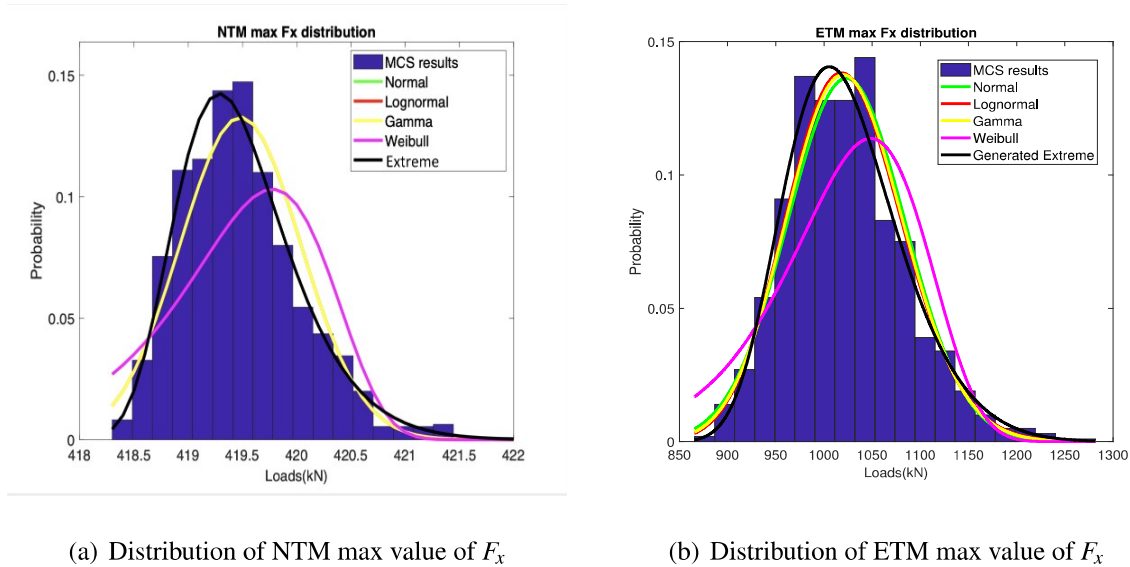 NTM max Fx distribution
MCS results
Normal
Lognormal
Gamma
Weibull
Extreme
Probability
0.15
0.1
0.05
0
418 418.5 419 419.5 420 420.5 421 421.5 422
Loads(kN)
(a) Distribution of NTM max value of Fx
ETM max Fx distribution
MCS results
Normal
Lognormal
Gamma
Weibull
Generated Extreme
Probability
0.15
0.1
0.05
0
850 900 950 1000 1050 1100 1150 1200 1250 1300
Loads(kN)
(b) Distribution of ETM max value of Fx